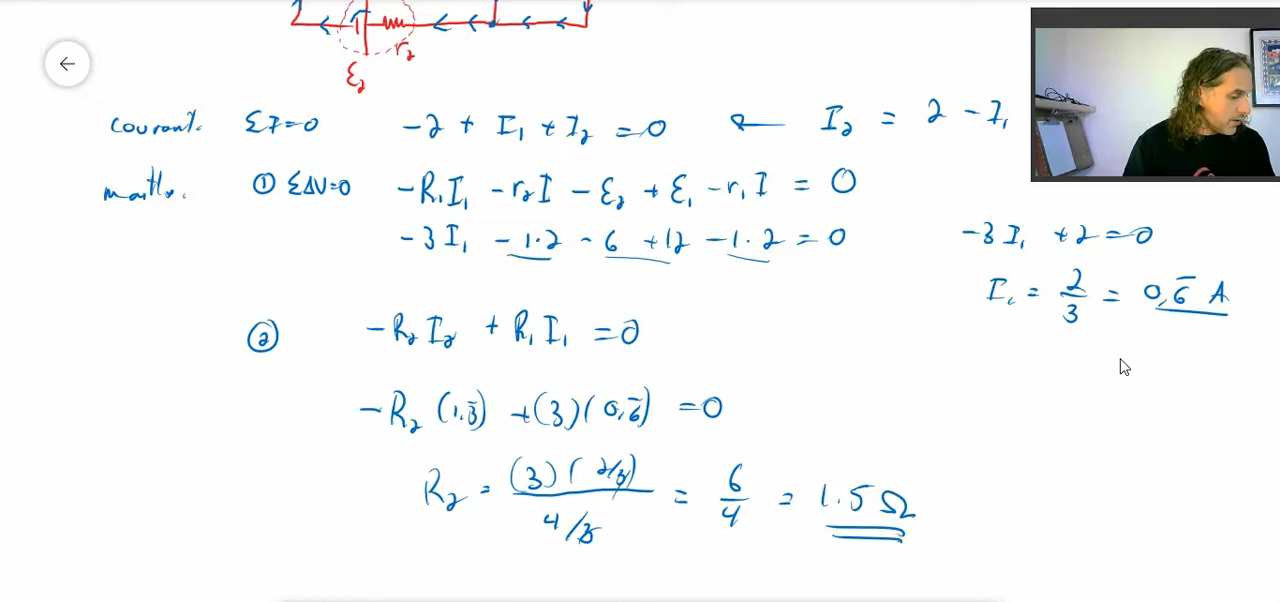 r₂
ε₂
courant. ΣI=0 -2 + I₁ + I₂ = 0 ← I₂ = 2 - I₁
maille. ① ΣΔV=0 -R₁I₁ - r₂I - ε₂ + ε₁ - r₁I = 0
-3I₁ - 1·2 - 6 + 12 - 1·2 = 0 -3I₁ + 2 = 0
I₁ = 2/3 = 0,6̅ A
② -R₂I₂ + R₁I₁ = 0
-R₂ (1,3̅) + (3)(0,6̅) = 0
R₂ = (3)(2/3) / 4/3 = 6/4 = 1.5 Ω